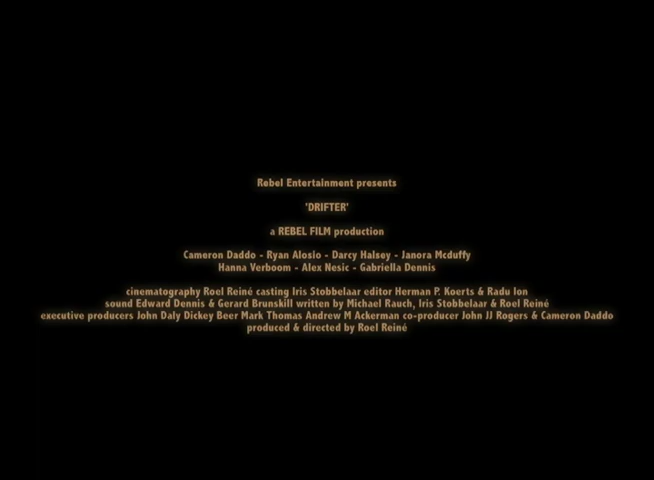 Rebel Entertainment presents
'DRIFTER'
a REBEL FILM production
Cameron Daddo - Ryan Alosio - Darcy Halsey - Janora Mcduffy
Hanna Verboom - Alex Nesic - Gabriella Dennis
cinematography Roel Reiné casting Iris Stobbelaar editor Herman P. Koerts & Radu Ion
sound Edward Dennis & Gerard Brunskill written by Michael Rauch, Iris Stobbelaar & Roel Reiné
executive producers John Daly Dickey Beer Mark Thomas Andrew M Ackerman co-producer John JJ Rogers & Cameron Daddo
produced & directed by Roel Reiné